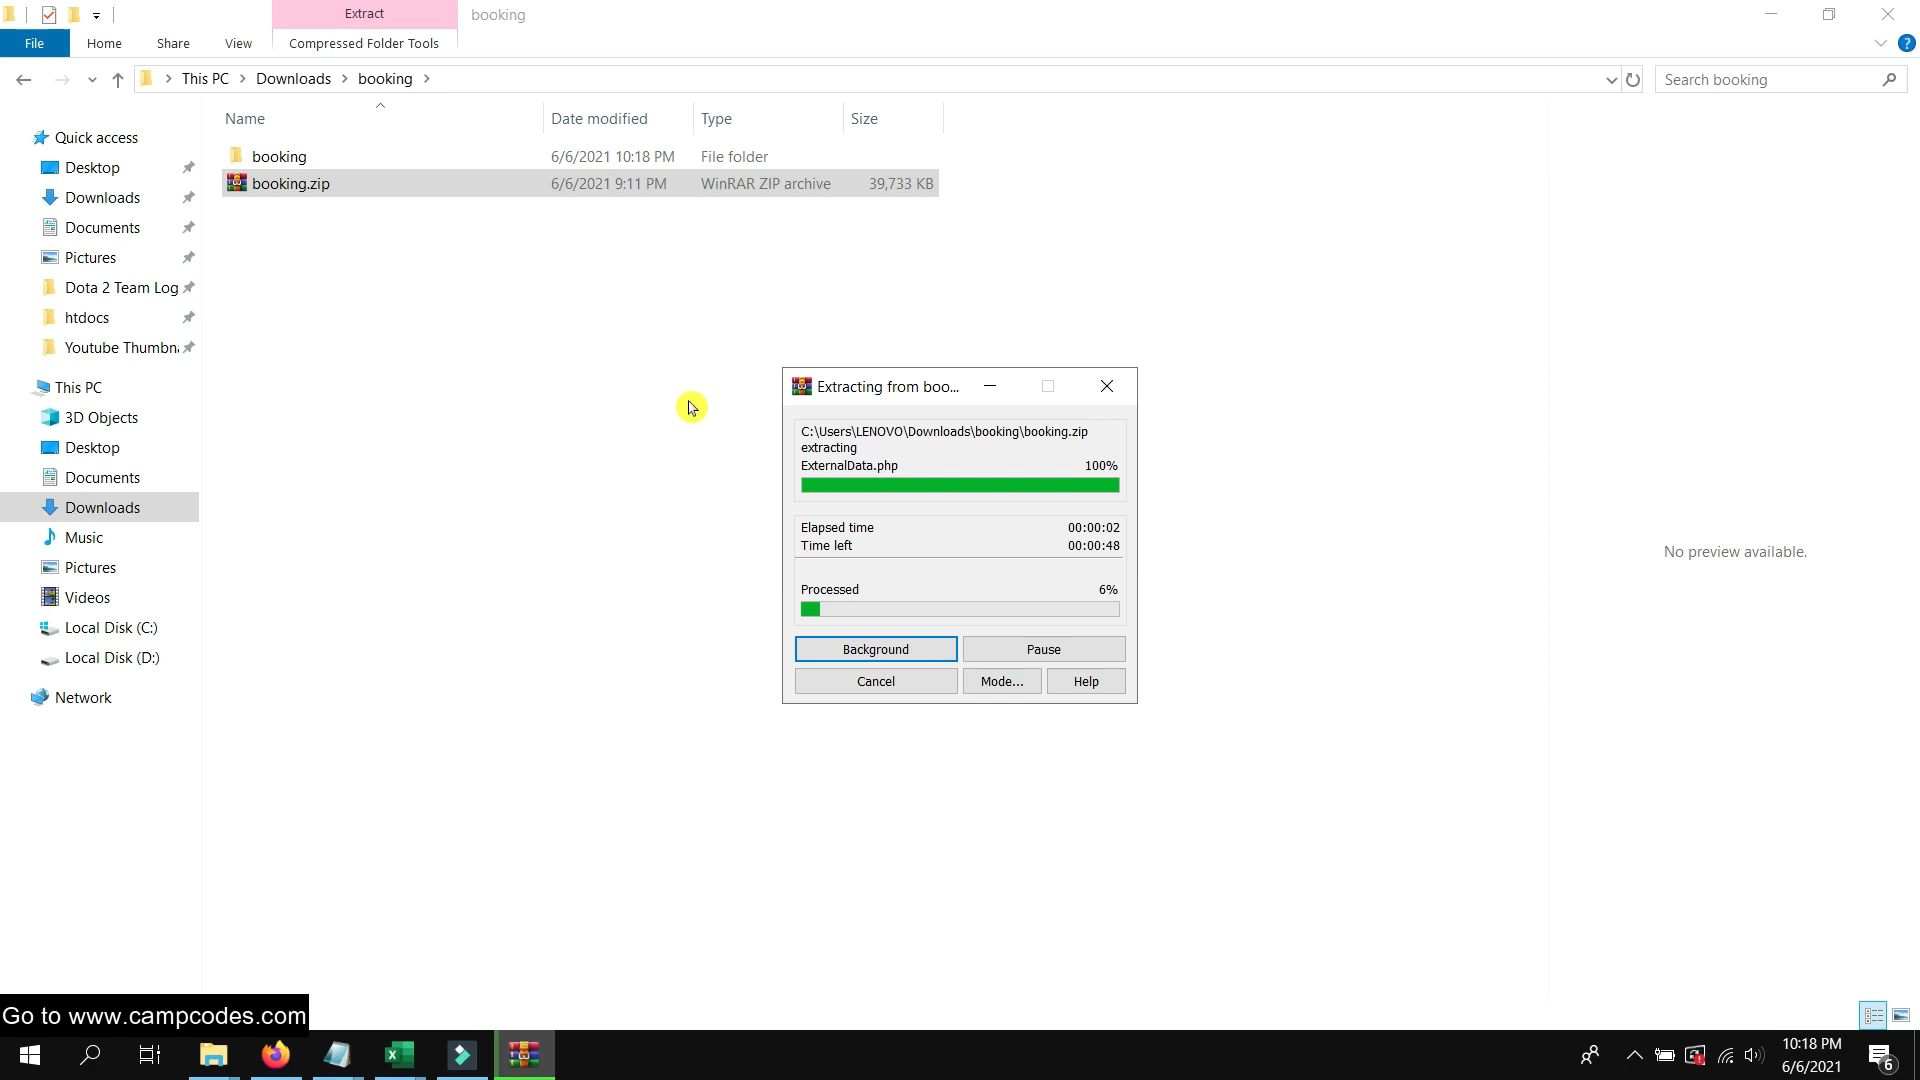 Extract
booking
File
Home
Share
View
Compressed Folder Tools
This PC
Downloads
booking
Search booking
Name
Date modified
Type
Size
booking
6/6/2021 10:18 PM
File folder
booking.zip
6/6/2021 9:11 PM
WinRAR ZIP archive
39,733 KB
Quick access
Desktop
Downloads
Documents
Pictures
Dota 2 Team Log
htdocs
Youtube Thumbn
This PC
3D Objects
Desktop
Documents
Downloads
Music
Pictures
Videos
Local Disk (C:)
Local Disk (D:)
Network
Extracting from boo...
C:\Users\LENOVO\Downloads\booking\booking.zip
extracting
ExternalData.php 100%
Elapsed time 00:00:02
Time left 00:00:48
Processed 6%
Background
Pause
Cancel
Mode...
Help
No preview available.
Go to www.campcodes.com
10:18 PM
6/6/2021
6